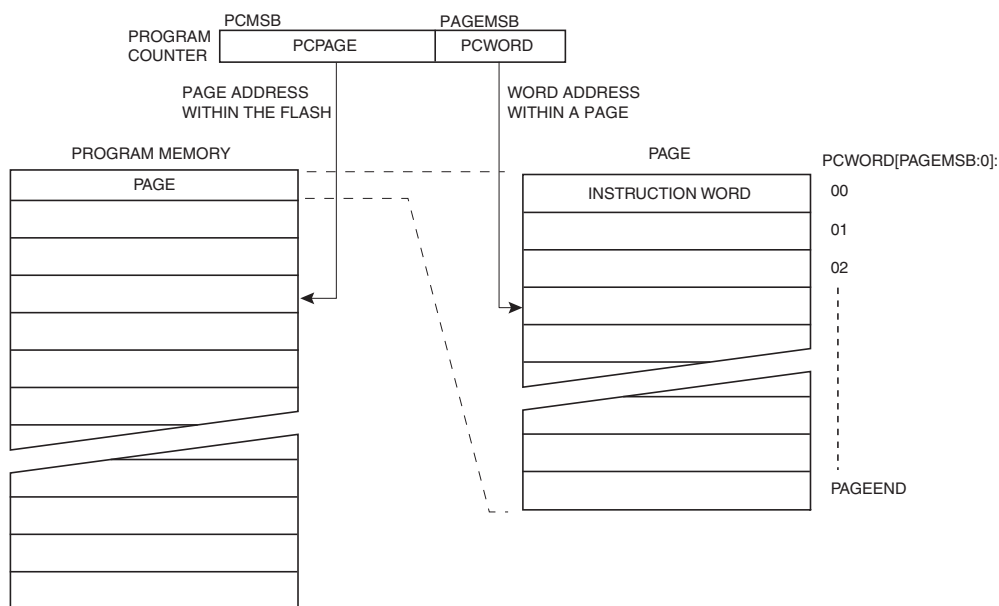 PCMSB
PAGEMSB
PROGRAM
COUNTER
PCPAGE
PCWORD
PAGE ADDRESS
WITHIN THE FLASH
WORD ADDRESS
WITHIN A PAGE
PROGRAM MEMORY
PAGE
PAGE
PCWORD[PAGEMSB:0]:
INSTRUCTION WORD
00
01
02
PAGEEND